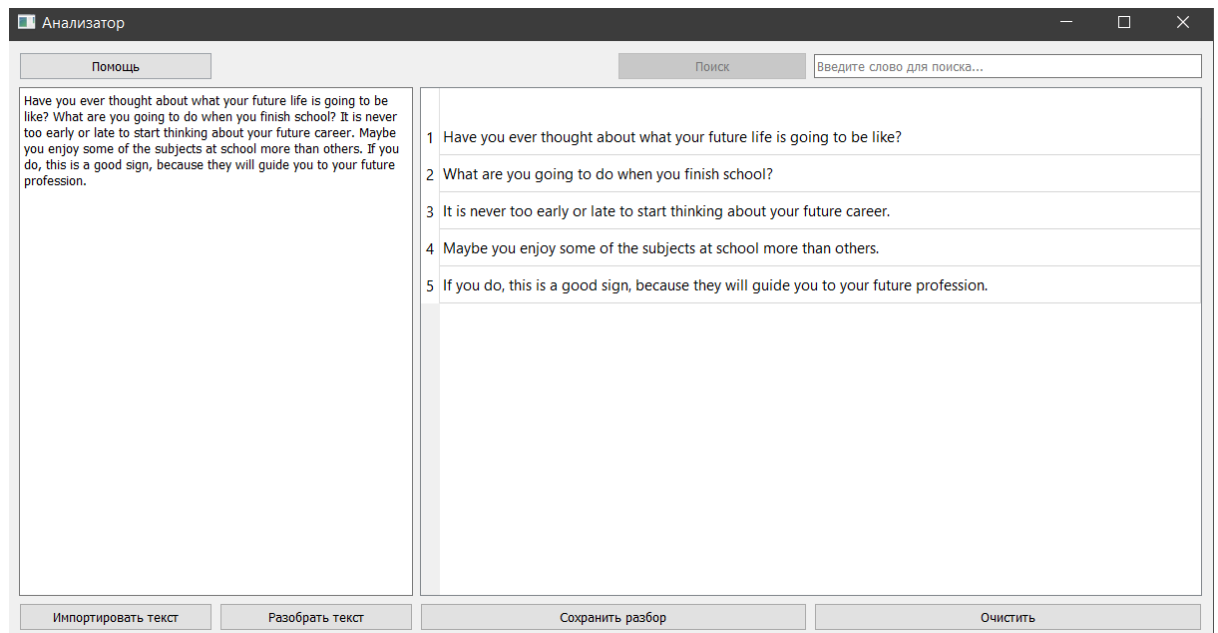 Анализатор
Помощь
Поиск
Введите слово для поиска...
Have you ever thought about what your future life is going to be
like? What are you going to do when you finish school? It is never
too early or late to start thinking about your future career. Maybe
you enjoy some of the subjects at school more than others. If you
do, this is a good sign, because they will guide you to your future
profession.
1 Have you ever thought about what your future life is going to be like?
2 What are you going to do when you finish school?
3 It is never too early or late to start thinking about your future career.
4 Maybe you enjoy some of the subjects at school more than others.
5 If you do, this is a good sign, because they will guide you to your future profession.
Импортировать текст
Разобрать текст
Сохранить разбор
Очистить